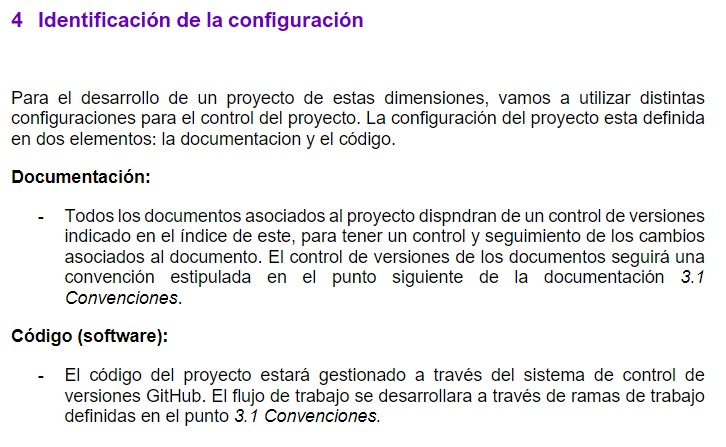 4 Identificación de la configuración
Para el desarrollo de un proyecto de estas dimensiones, vamos a utilizar distintas
configuraciones para el control del proyecto. La configuración del proyecto esta definida
en dos elementos: la documentacion y el código.
Documentación:
- Todos los documentos asociados al proyecto dispndran de un control de versiones
indicado en el índice de este, para tener un control y seguimiento de los cambios
asociados al documento. El control de versiones de los documentos seguirá una
convención estipulada en el punto siguiente de la documentación 3.1
Convenciones.
Código (software):
- El código del proyecto estará gestionado a través del sistema de control de
versiones GitHub. El flujo de trabajo se desarrollara a través de ramas de trabajo
definidas en el punto 3.1 Convenciones.